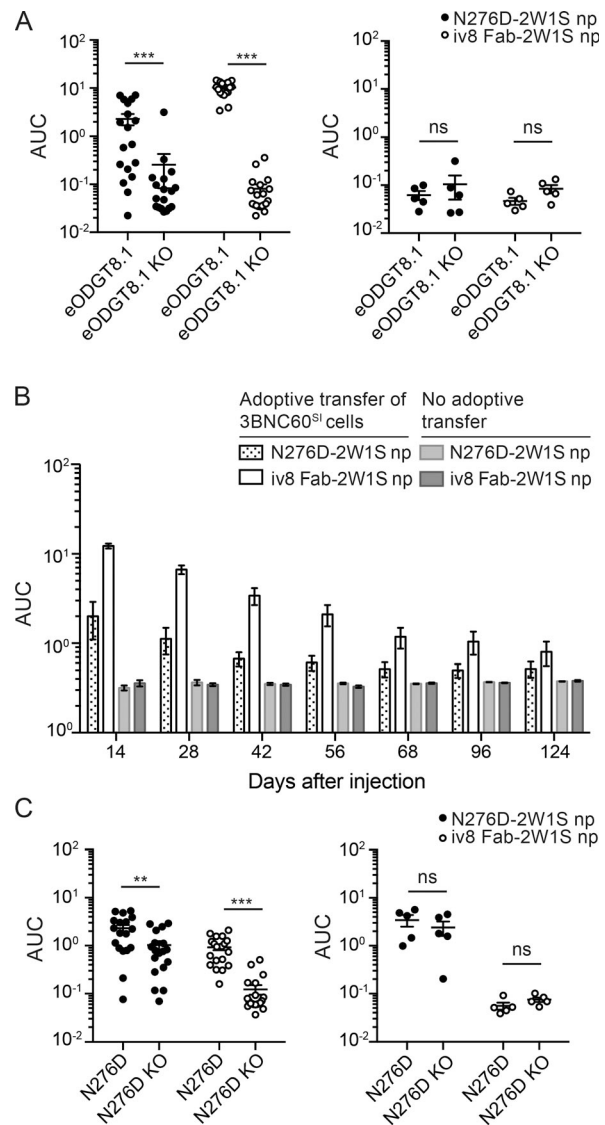 A
● N276D-2W1S np
○ iv8 Fab-2W1S np
AUC
10²
10¹
10⁰
10⁻¹
10⁻²
***
***
eODGT8.1
eODGT8.1 KO
eODGT8.1
eODGT8.1 KO
AUC
10²
10¹
10⁰
10⁻¹
10⁻²
ns
ns
eODGT8.1
eODGT8.1 KO
eODGT8.1
eODGT8.1 KO
B
Adoptive transfer of
3BNC60ˢᴵ cells
No adoptive
transfer
N276D-2W1S np
N276D-2W1S np
iv8 Fab-2W1S np
iv8 Fab-2W1S np
AUC
10²
10¹
10⁰
10⁰
14 28 42 56 68 96 124
Days after injection
C
● N276D-2W1S np
○ iv8 Fab-2W1S np
AUC
10²
10¹
10⁰
10⁻¹
10⁻²
**
***
N276D
N276D KO
N276D
N276D KO
AUC
10²
10¹
10⁰
10⁻¹
10⁻²
ns
ns
N276D
N276D KO
N276D
N276D KO